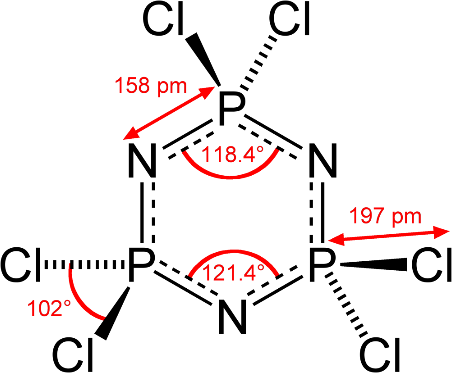 Cl Cl
158 pm
P
N 118.4° N
197 pm
Cl P 121.4° P Cl
102°
N
Cl Cl